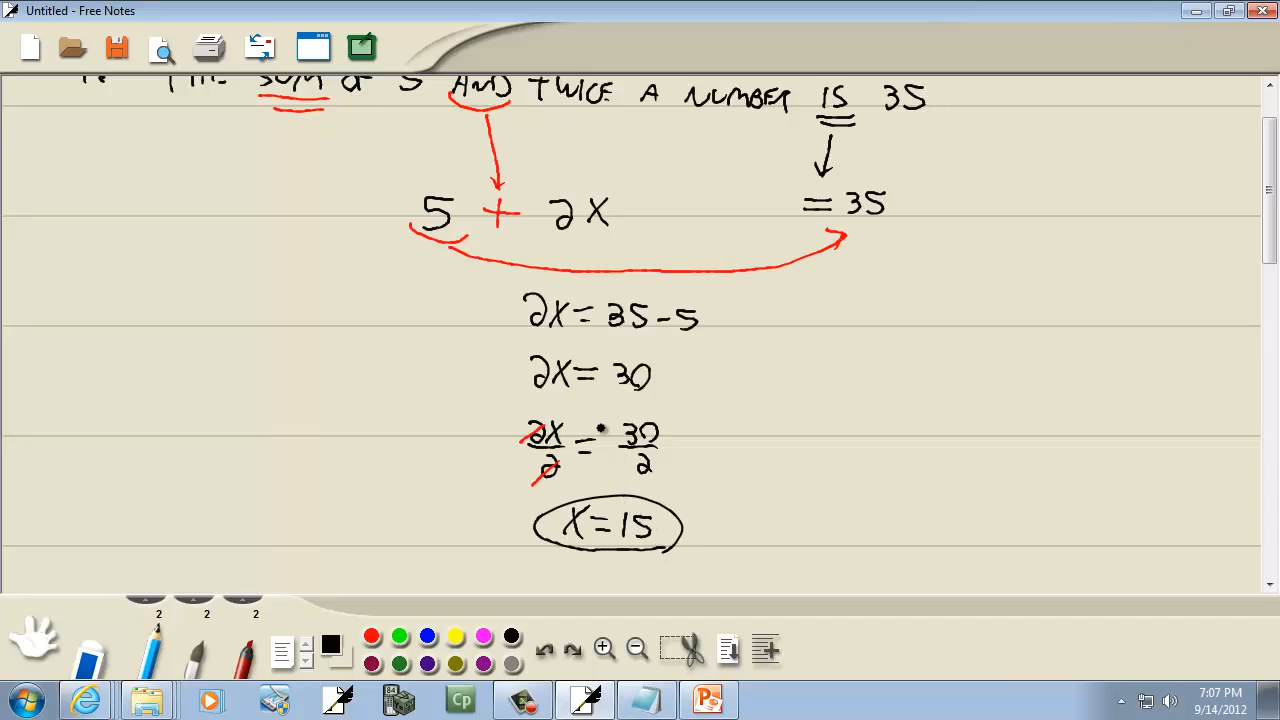 Untitled - Free Notes
SUM OF 5 AND TWICE A NUMBER IS 35
5 + 2X = 35
2X = 35 - 5
2X = 30
2X/2 = 30/2
X = 15
2 2 2
7:07 PM
9/14/2012